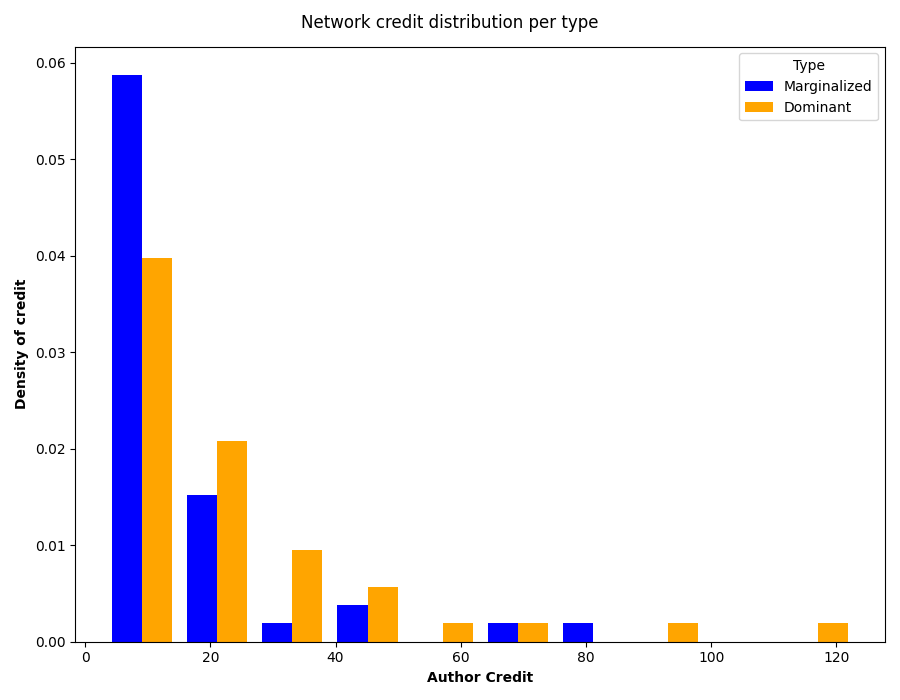 Network credit distribution per type
Type
Marginalized
Dominant
Density of credit
0.06
0.05
0.04
0.03
0.02
0.01
0.00
0 20 40 60 80 100 120
Author Credit